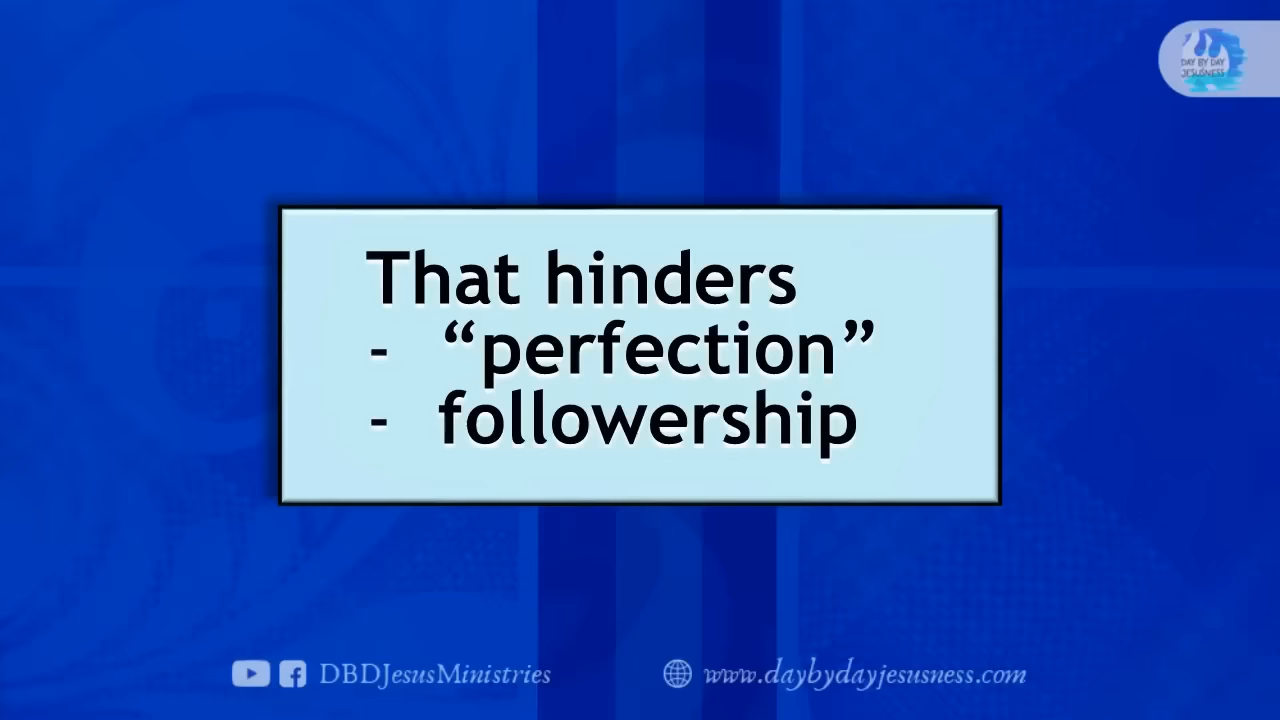 DAY BY DAY
JESUSNESS
That hinders
- “perfection”
- followership
DBDJesusMinistries
www.daybydayjesusness.com